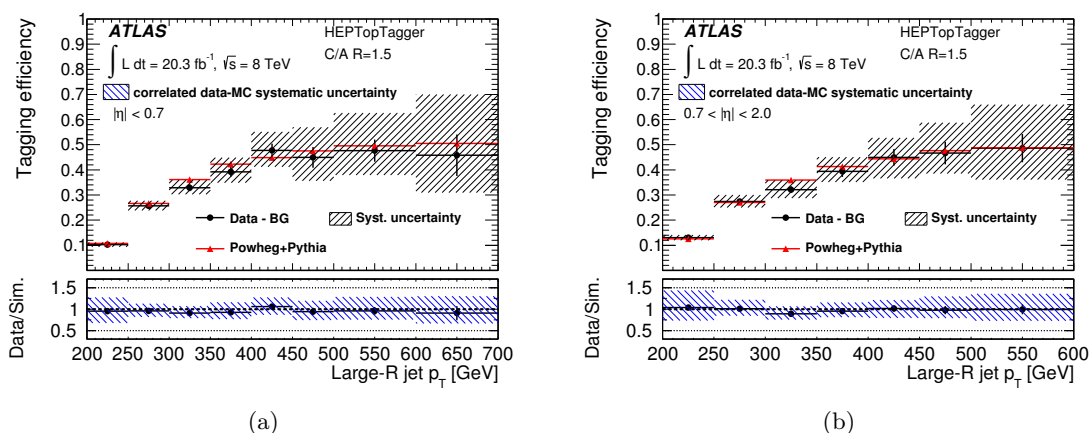 ATLAS
HEPTopTagger
∫ L dt = 20.3 fb⁻¹, √s = 8 TeV
C/A R=1.5
correlated data-MC systematic uncertainty
|η| < 0.7
Data - BG
Syst. uncertainty
Powheg+Pythia
Tagging efficiency
1
0.9
0.8
0.7
0.6
0.5
0.4
0.3
0.2
0.1
Data/Sim.
1.5
1
0.5
200 250 300 350 400 450 500 550 600 650 700
Large-R jet p_T [GeV]
(a)
ATLAS
HEPTopTagger
∫ L dt = 20.3 fb⁻¹, √s = 8 TeV
C/A R=1.5
correlated data-MC systematic uncertainty
0.7 < |η| < 2.0
Data - BG
Syst. uncertainty
Powheg+Pythia
Tagging efficiency
1
0.9
0.8
0.7
0.6
0.5
0.4
0.3
0.2
0.1
Data/Sim.
1.5
1
0.5
200 250 300 350 400 450 500 550 600
Large-R jet p_T [GeV]
(b)